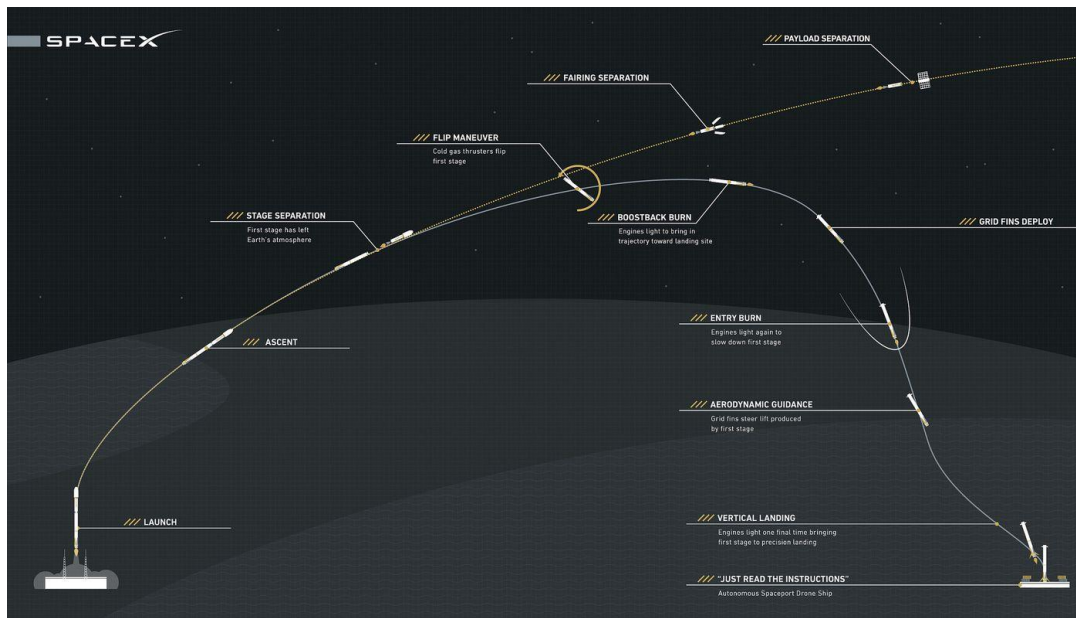 SPACEX
/// PAYLOAD SEPARATION
/// FAIRING SEPARATION
/// FLIP MANEUVER
Cold gas thrusters flip
first stage
/// STAGE SEPARATION
First stage has left
Earth's atmosphere
/// BOOSTBACK BURN
Engines light to bring in
trajectory toward landing site
/// GRID FINS DEPLOY
/// ENTRY BURN
Engines light again to
slow down first stage
/// ASCENT
/// AERODYNAMIC GUIDANCE
Grid fins steer lift produced
by first stage
/// LAUNCH
/// VERTICAL LANDING
Engines light one final time bringing
first stage to precision landing
/// "JUST READ THE INSTRUCTIONS"
Autonomous Spaceport Drone Ship